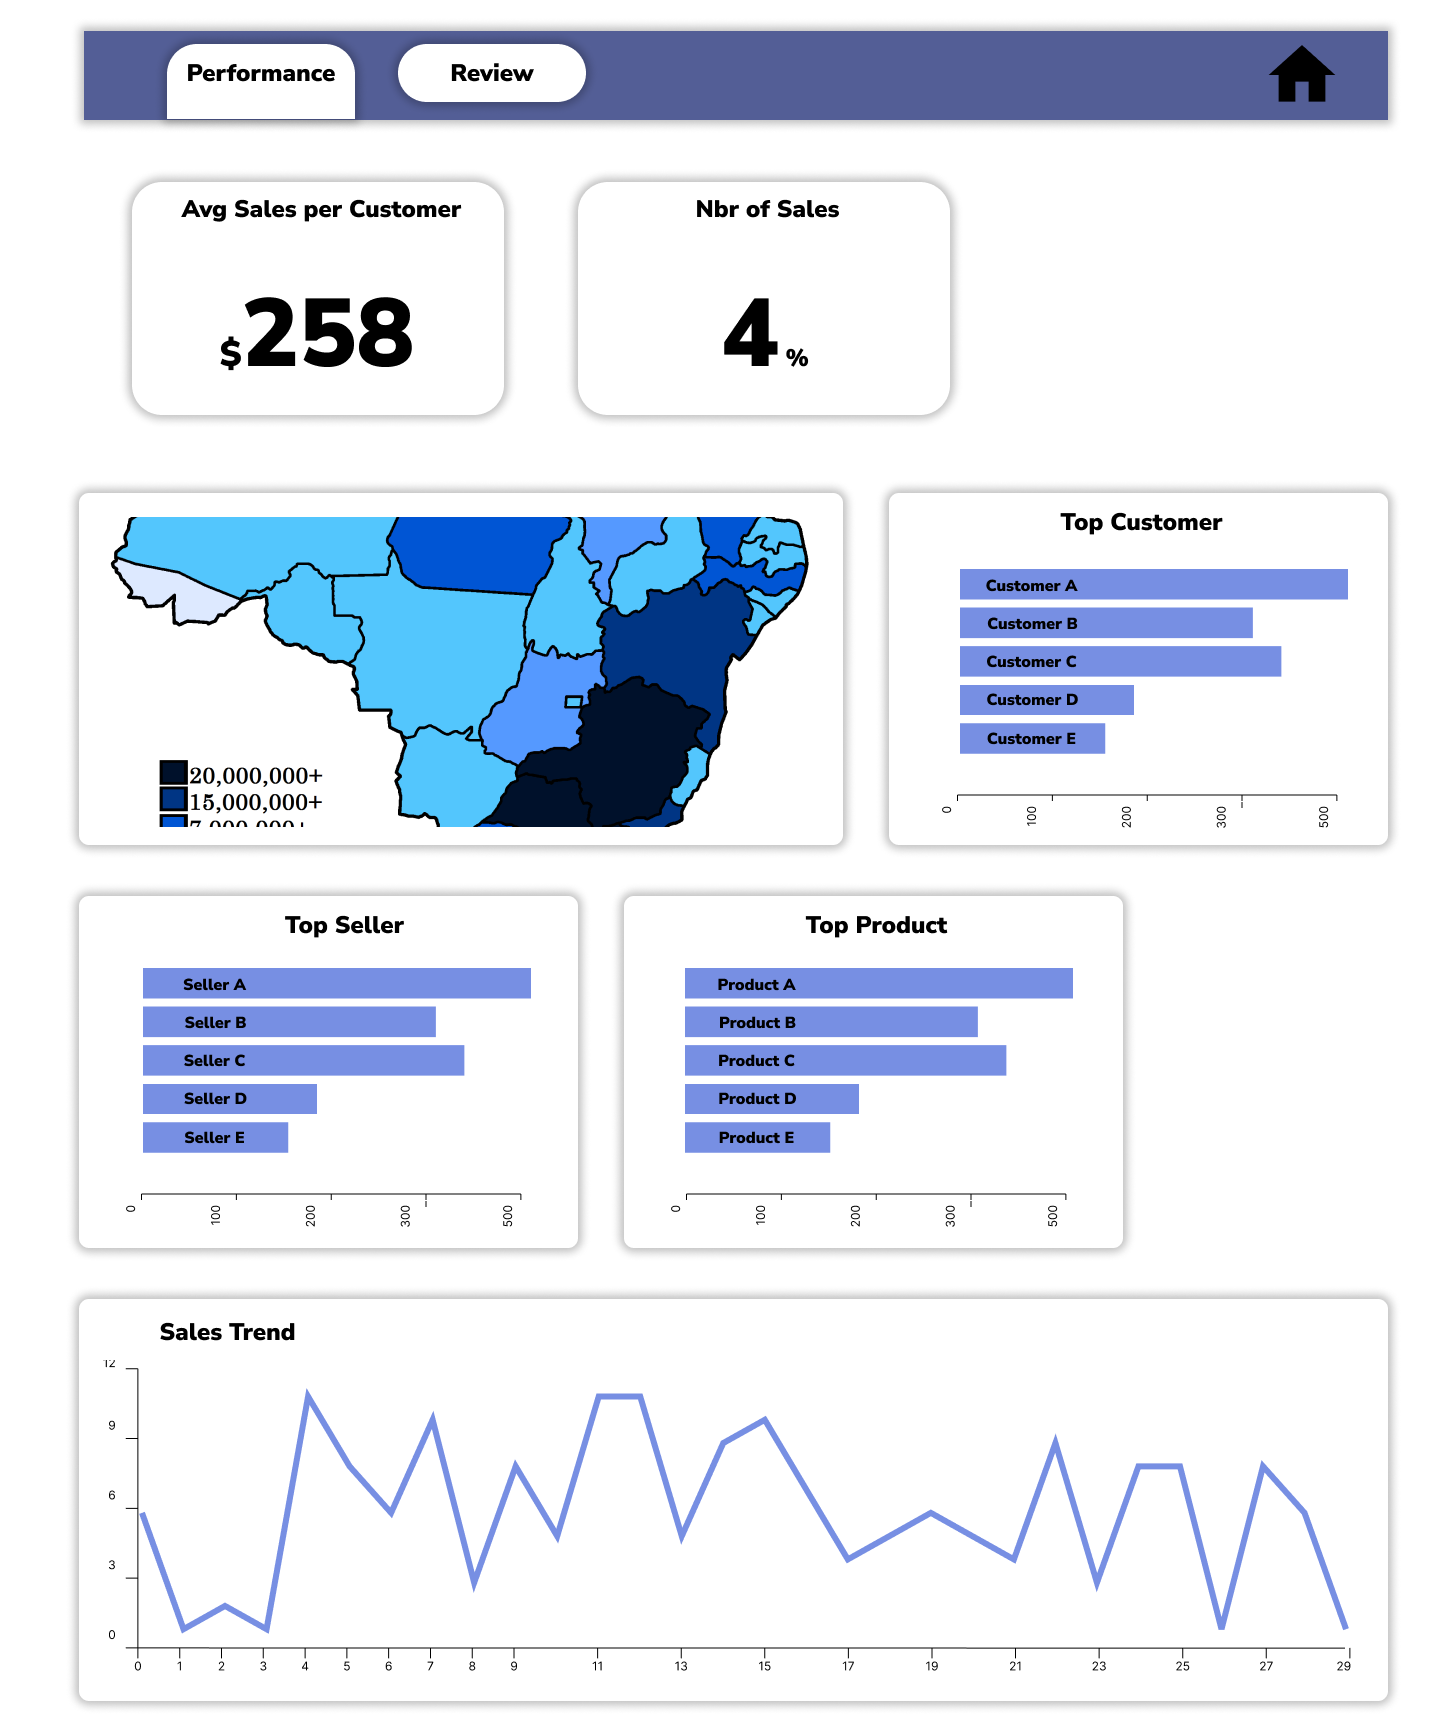 Performance
Review
Avg Sales per Customer
Nbr of Sales
$258
4 %
20,000,000+
15,000,000+
7,000,000+
Top Customer
Customer A
Customer B
Customer C
Customer D
Customer E
0 100 200 300 500
Top Seller
Seller A
Seller B
Seller C
Seller D
Seller E
0 100 200 300 500
Top Product
Product A
Product B
Product C
Product D
Product E
0 100 200 300 500
Sales Trend
12
9
6
3
0
0 1 2 3 4 5 6 7 8 9 11 13 15 17 19 21 23 25 27 29